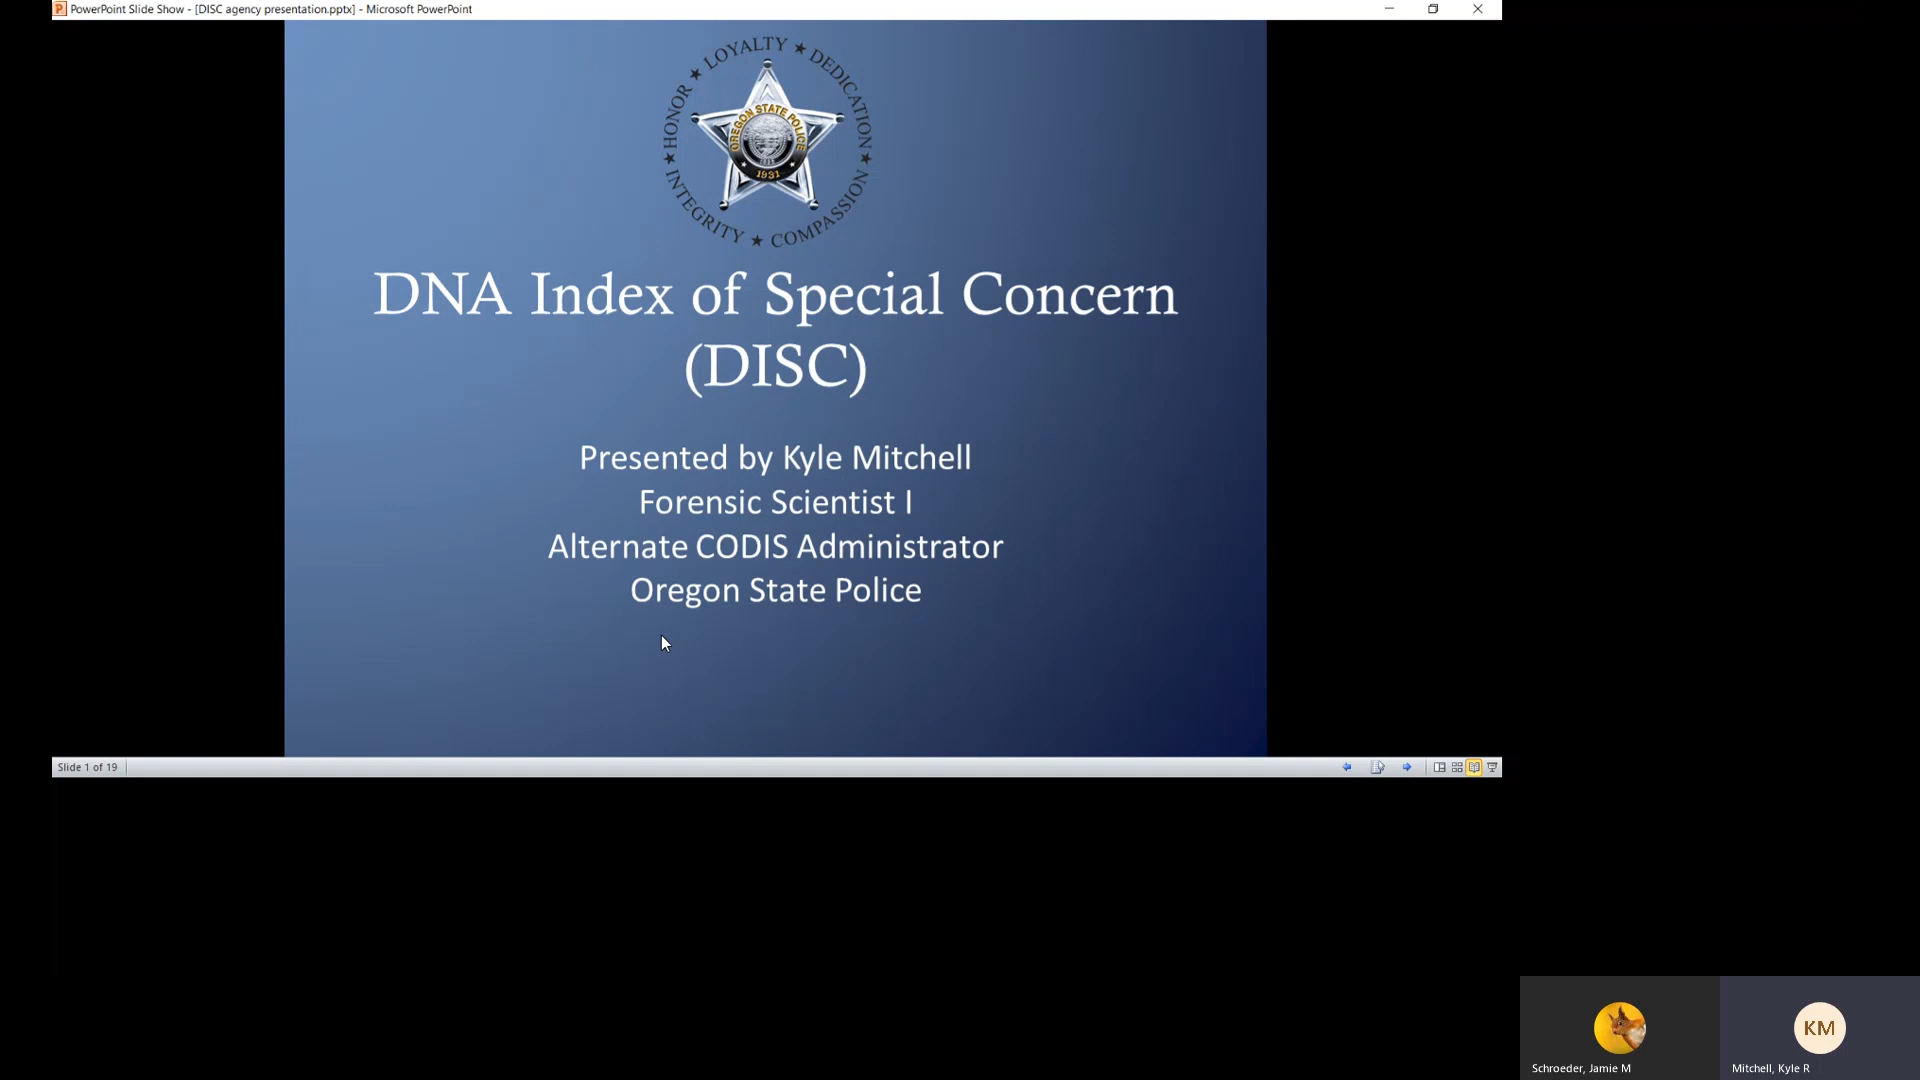 PowerPoint Slide Show - [DISC agency presentation.pptx] - Microsoft PowerPoint
HONOR ★ LOYALTY ★ DEDICATION ★ COMPASSION ★ INTEGRITY ★
OREGON STATE POLICE
1931
DNA Index of Special Concern
(DISC)
Presented by Kyle Mitchell
Forensic Scientist I
Alternate CODIS Administrator
Oregon State Police
Slide 1 of 19
KM
Schroeder, Jamie M
Mitchell, Kyle R